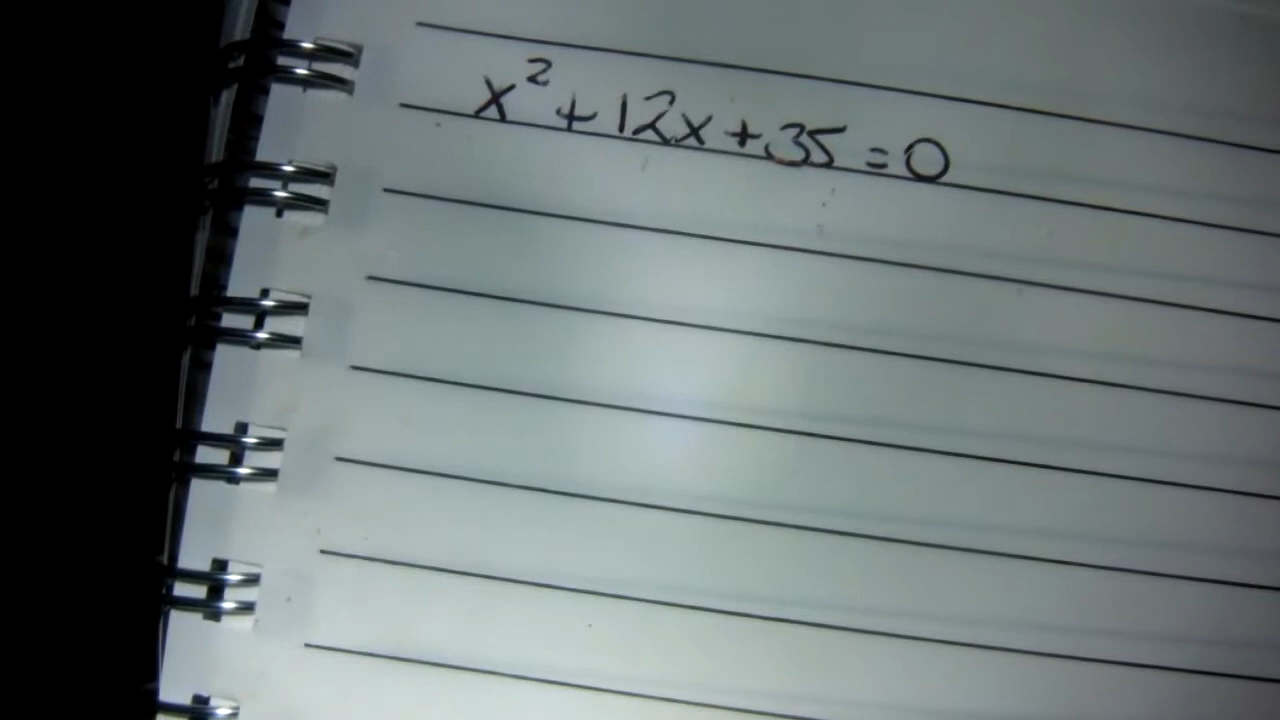 x² + 12x + 35 = 0